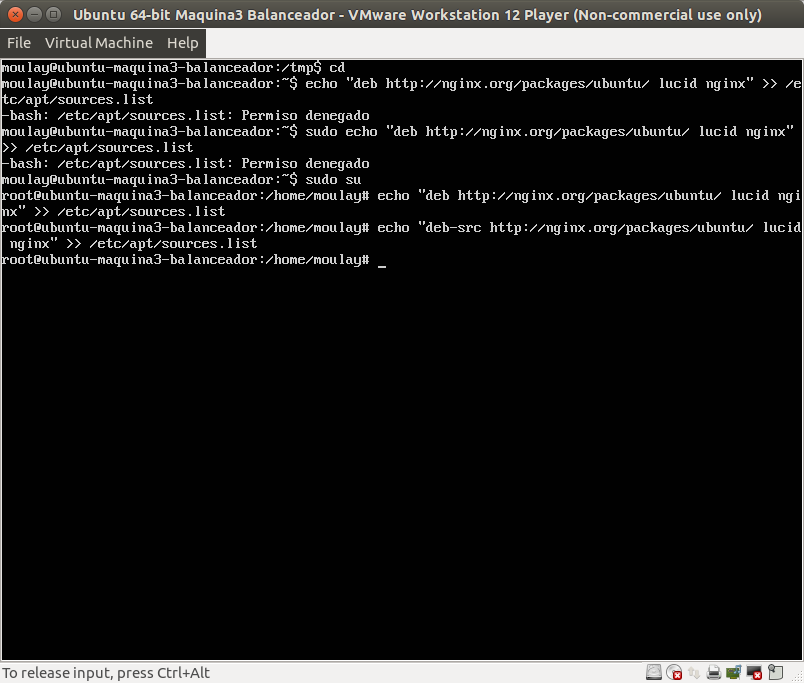 Ubuntu 64-bit Maquina3 Balanceador - VMware Workstation 12 Player (Non-commercial use only)
File Virtual Machine Help
moulay@ubuntu-maquina3-balanceador:/tmp$ cd
moulay@ubuntu-maquina3-balanceador:~$ echo "deb http://nginx.org/packages/ubuntu/ lucid nginx" >> /e
tc/apt/sources.list
-bash: /etc/apt/sources.list: Permiso denegado
moulay@ubuntu-maquina3-balanceador:~$ sudo echo "deb http://nginx.org/packages/ubuntu/ lucid nginx"
>> /etc/apt/sources.list
-bash: /etc/apt/sources.list: Permiso denegado
moulay@ubuntu-maquina3-balanceador:~$ sudo su
root@ubuntu-maquina3-balanceador:/home/moulay# echo "deb http://nginx.org/packages/ubuntu/ lucid ngi
nx" >> /etc/apt/sources.list
root@ubuntu-maquina3-balanceador:/home/moulay# echo "deb-src http://nginx.org/packages/ubuntu/ lucid
 nginx" >> /etc/apt/sources.list
root@ubuntu-maquina3-balanceador:/home/moulay# _
To release input, press Ctrl+Alt